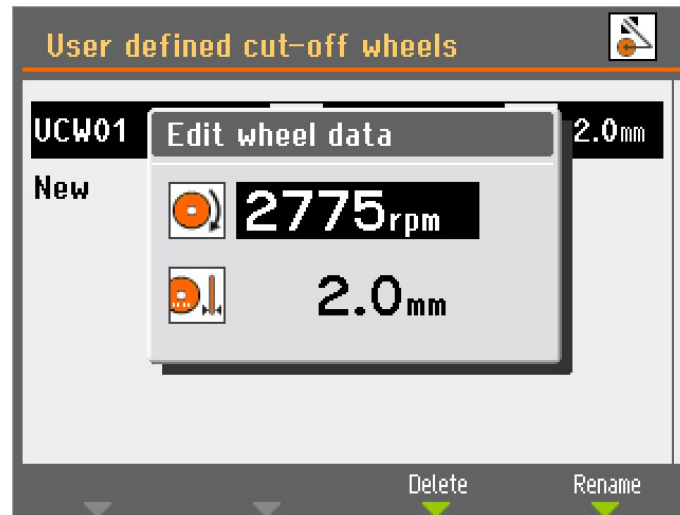 User defined cut-off wheels
UCW01 2.0mm
Edit wheel data
New
2775rpm
2.0mm
Delete Rename